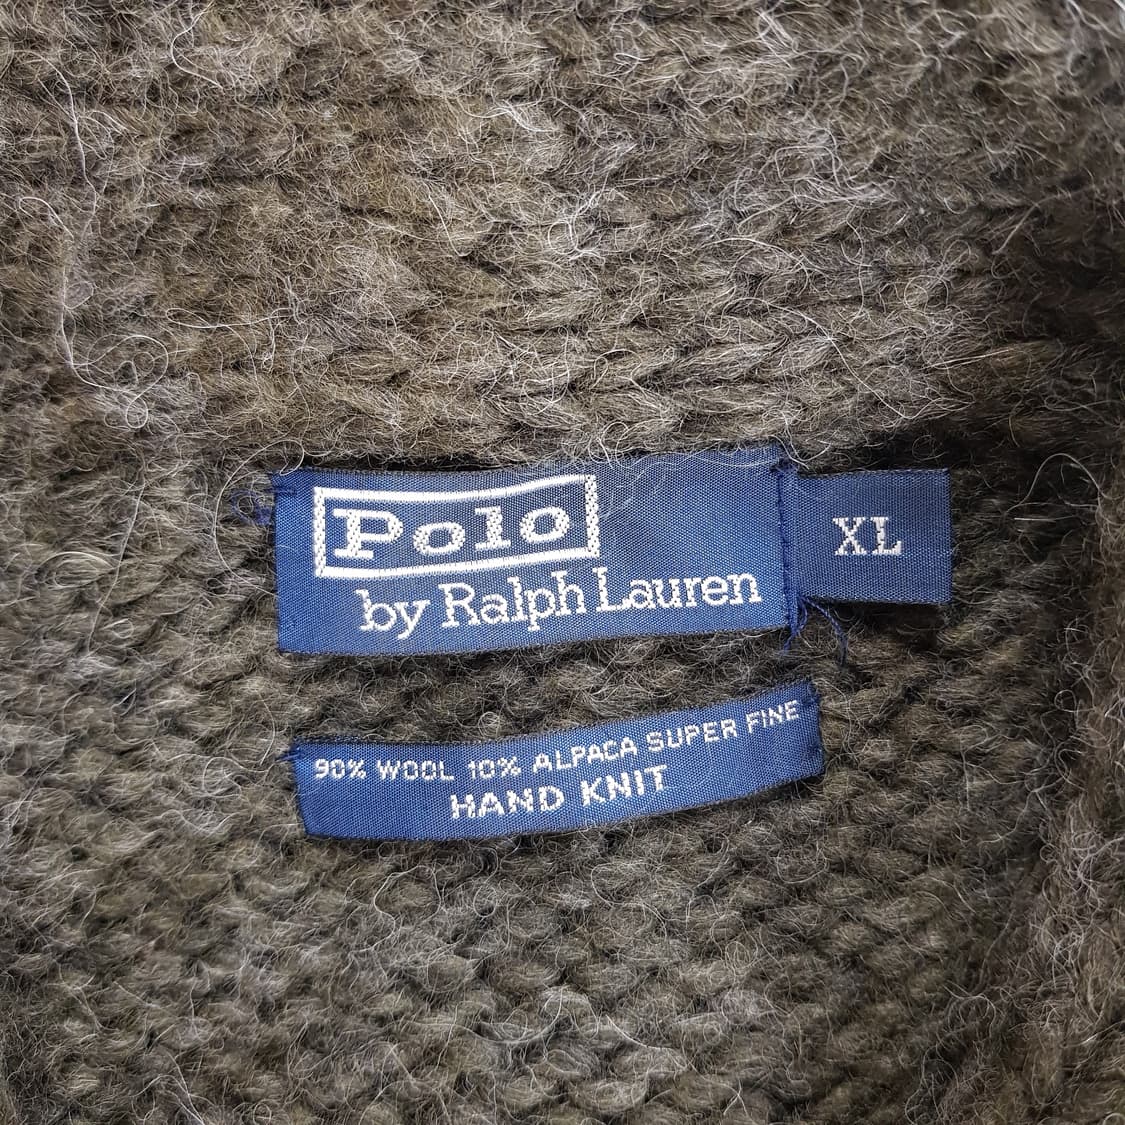 Polo
by Ralph Lauren
XL
90% WOOL 10% ALPACA SUPER FINE
HAND KNIT